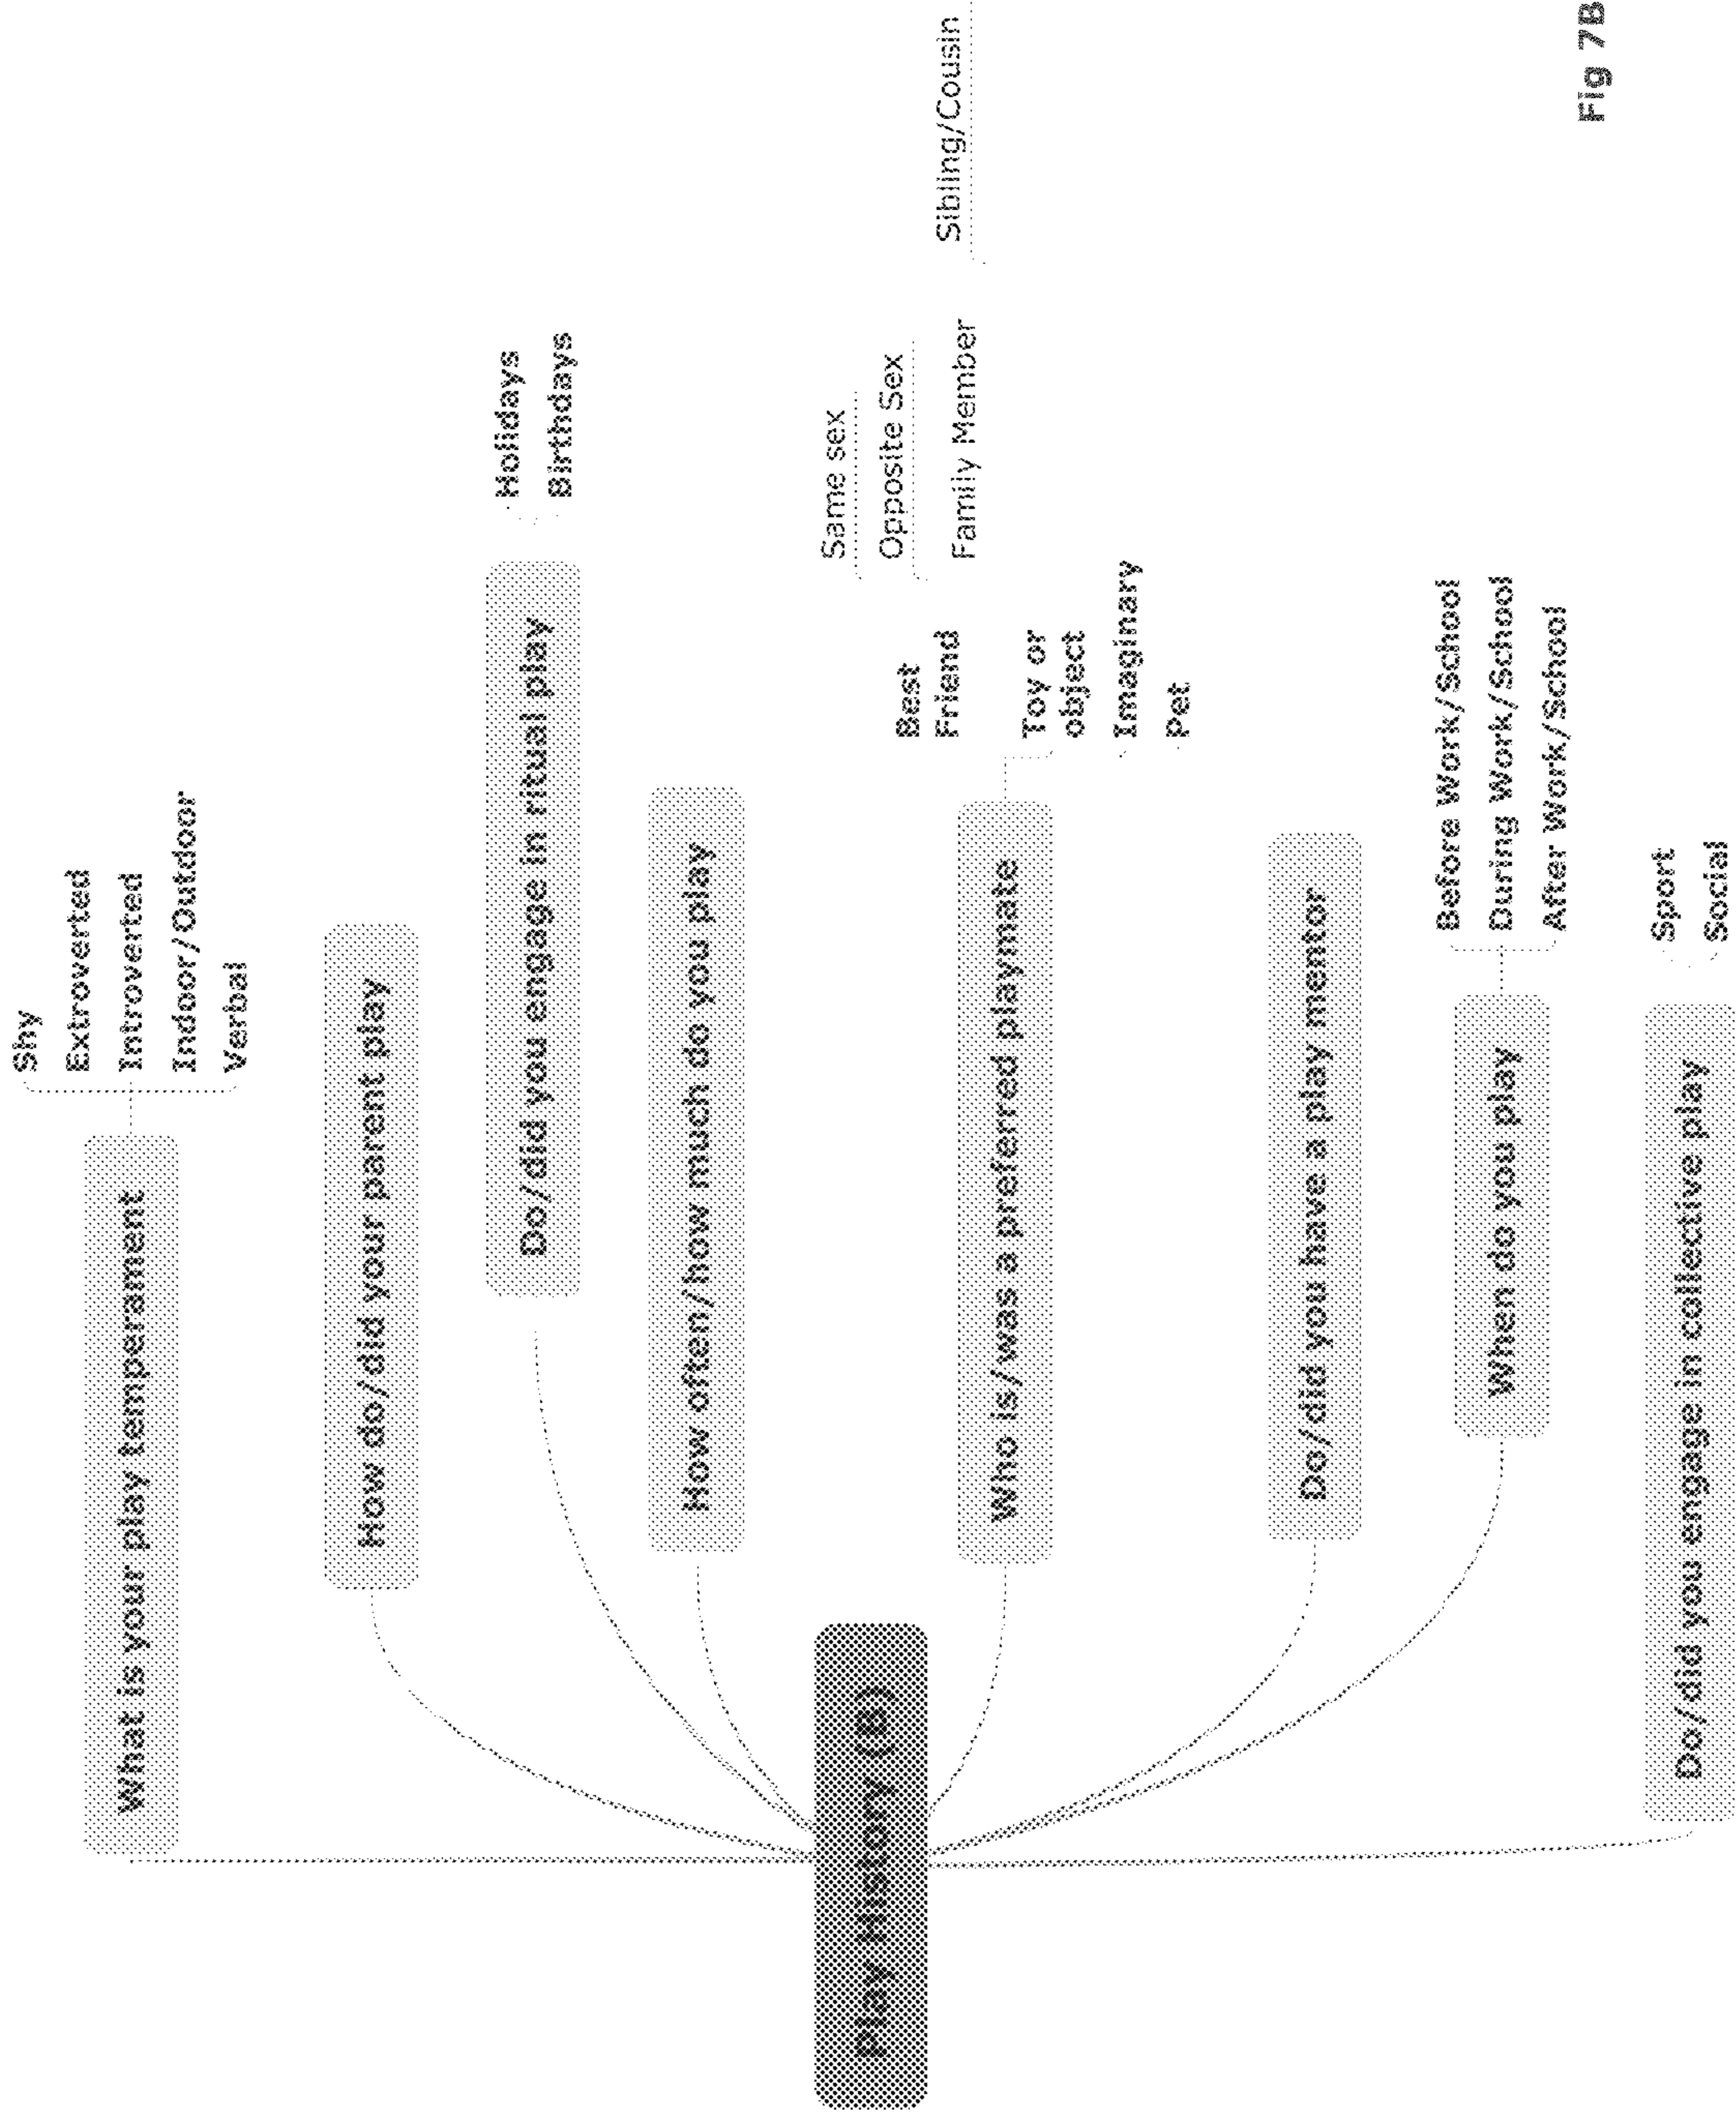 Play History (B)
What is your play temperament
Shy
Extroverted
Introverted
Indoor/Outdoor
Verbal
How do/did your parent play
Do/did you engage in ritual play
Holidays
Birthdays
How often/how much do you play
Who is/was a preferred playmate
Best
Friend
Same sex
Opposite Sex
Family Member
Sibling/Cousin
Toy or
object
Imaginary
Pet
Do/did you have a play mentor
When do you play
Before Work/School
During Work/School
After Work/School
Do/did you engage in collective play
Sport
Social
Fig 7B